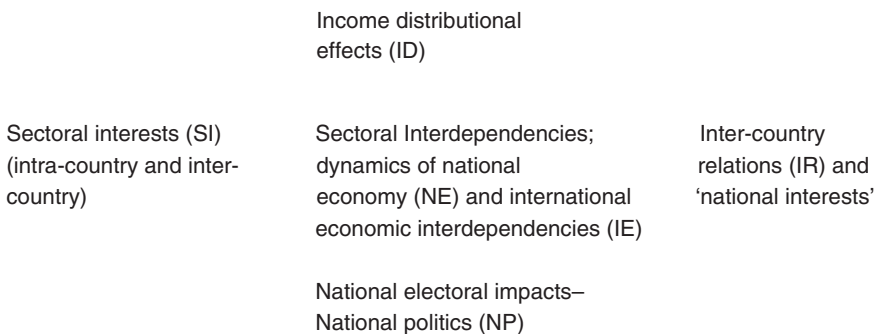 Income distributional
effects (ID)
Sectoral interests (SI)
(intra-country and inter-
country)
Sectoral Interdependencies;
dynamics of national
economy (NE) and international
economic interdependencies (IE)
Inter-country
relations (IR) and
‘national interests’
National electoral impacts–
National politics (NP)